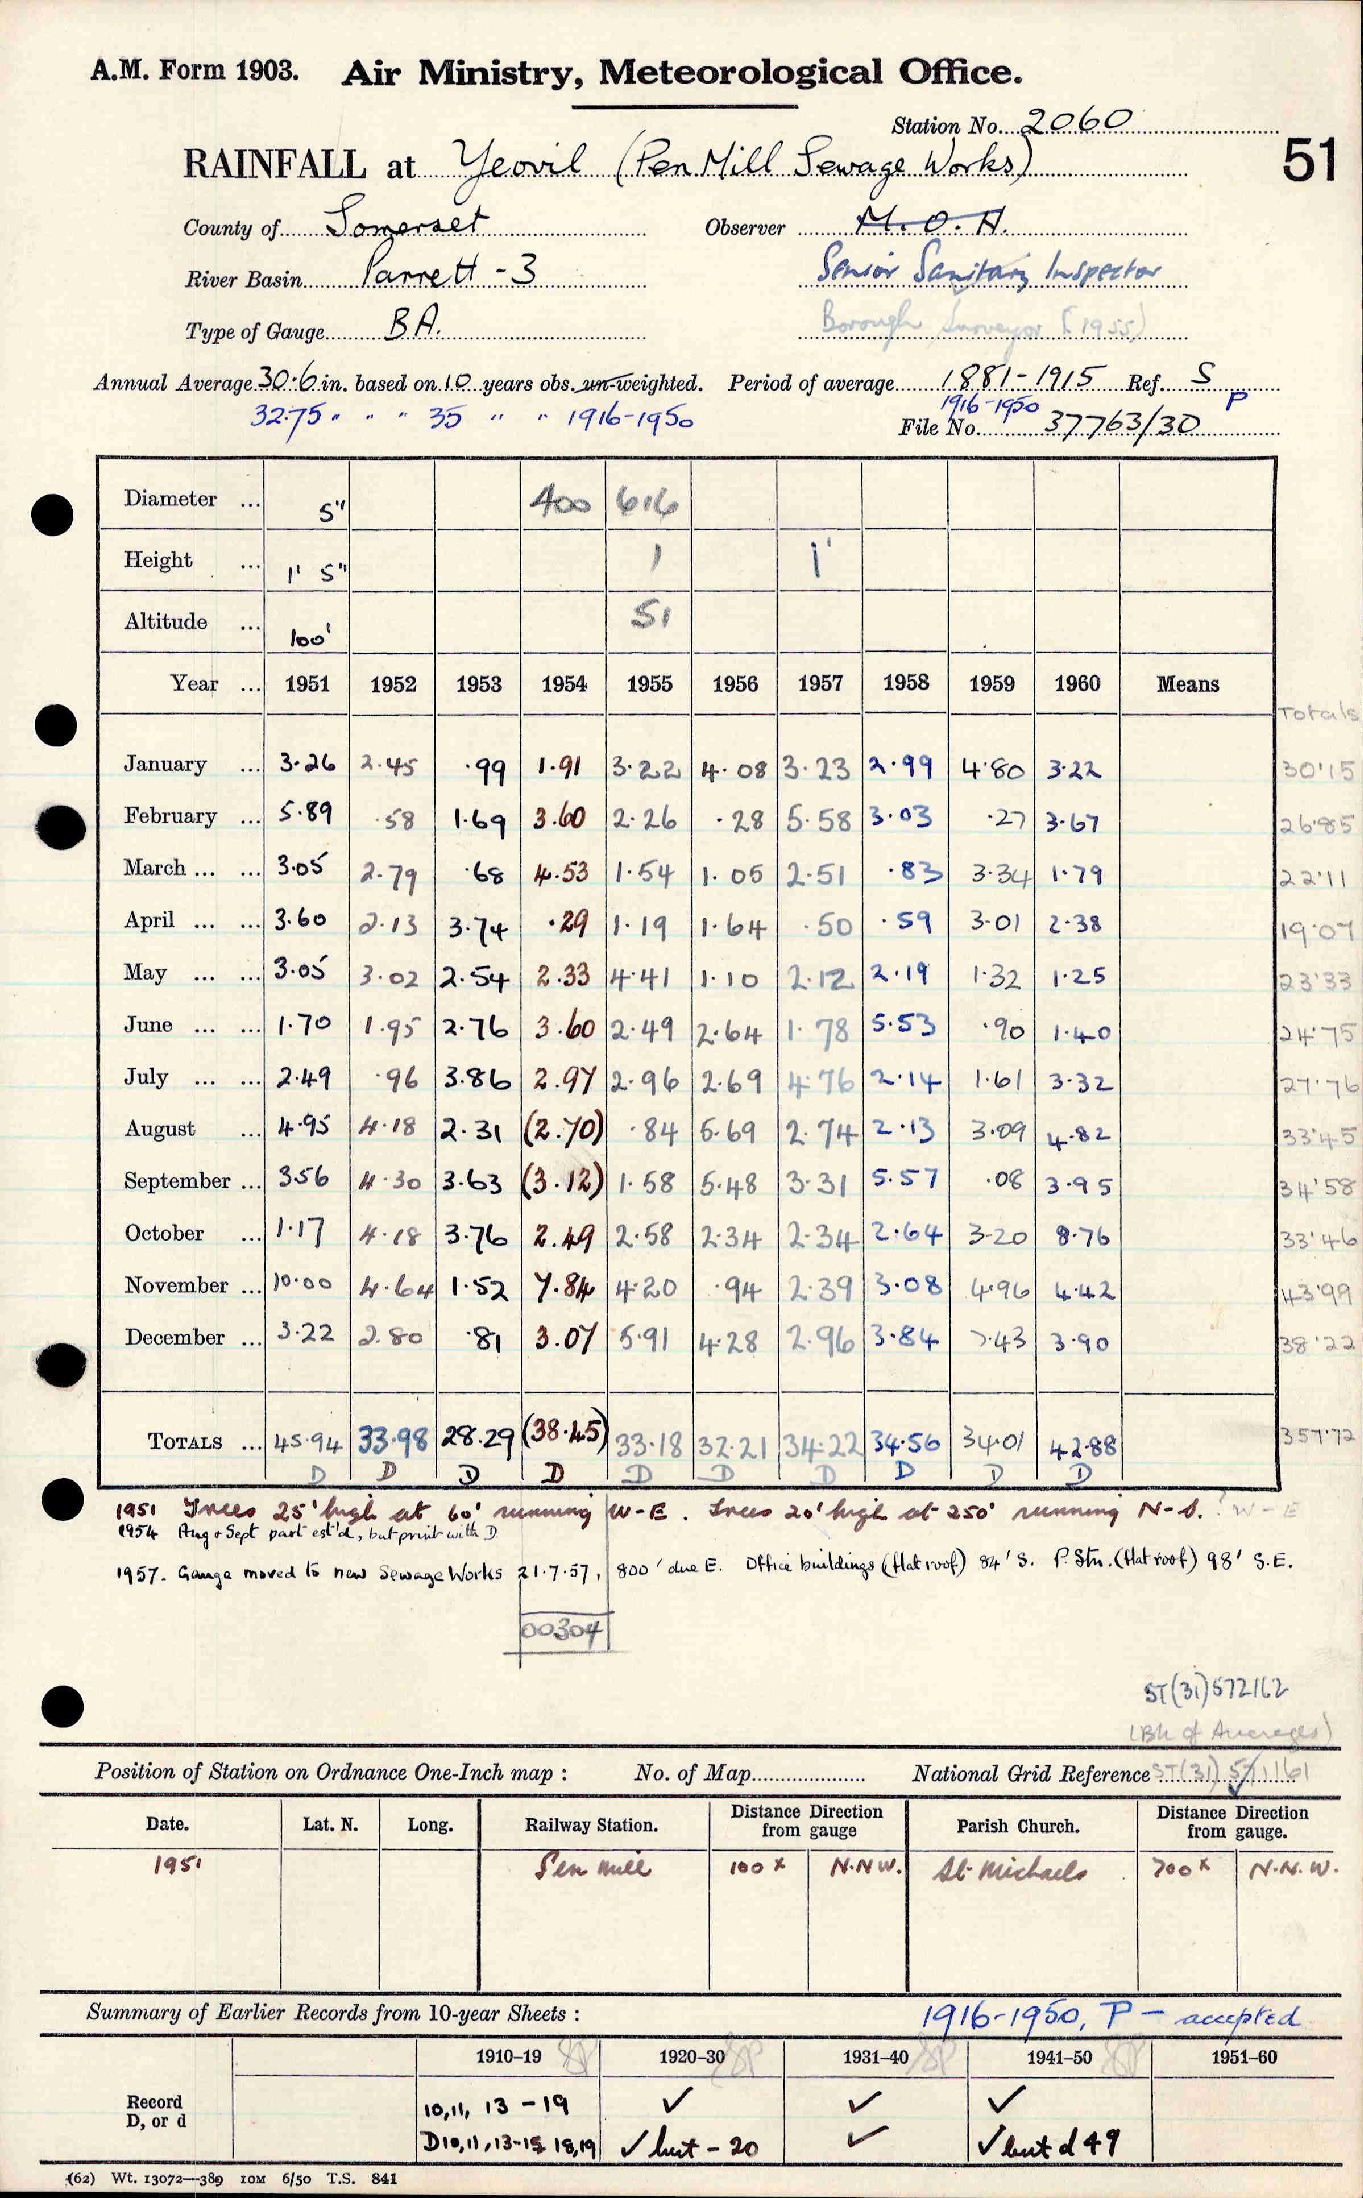 A.M. Form 1903. Air Ministry, Meteorological Office.
Station No. 2060
RAINFALL at Yeovil (Pen Mill Sewage Works)
51
County of Somerset Observer M.O.H.
River Basin Parrett - 3 Senior Sanitary Inspector
Type of Gauge BA. Borough Surveyor (1955)
Annual Average 30.6 in. based on 10 years obs. un-weighted. Period of average 1881-1915 Ref. S
32.75 " " " 35 " " 1916-1950 1916-1950 P
File No. 37763/30
Diameter ... 5" 400 616
Height ... 1' 5" 1 1'
Altitude ... 100' 51
Year ... 1951 1952 1953 1954 1955 1956 1957 1958 1959 1960 Means
Totals
January ... 3.26 2.45 .99 1.91 3.22 4.08 3.23 2.99 4.80 3.22 30.15
February ... 5.89 .58 1.69 3.60 2.26 .28 5.58 3.03 .27 3.67 26.85
March ... ... 3.05 2.79 .68 4.53 1.54 1.05 2.51 .83 3.34 1.79 22.11
April ... ... 3.60 2.13 3.74 .29 1.19 1.64 .50 .59 3.01 2.38 19.07
May ... ... 3.05 3.02 2.54 2.33 4.41 1.10 2.12 2.19 1.32 1.25 23.33
June ... ... 1.70 1.95 2.76 3.60 2.49 2.64 1.78 5.53 .90 1.40 24.75
July ... ... 2.49 .96 3.86 2.97 2.96 2.69 4.76 2.14 1.61 3.32 27.76
August ... 4.95 4.18 2.31 (2.70) .84 5.69 2.74 2.13 3.09 4.82 33.45
September ... 3.56 4.30 3.63 (3.12) 1.58 5.48 3.31 5.57 .08 3.95 34.58
October ... 1.17 4.18 3.76 2.49 2.58 2.34 2.34 2.64 3.20 8.76 33.46
November ... 10.00 4.64 1.52 7.84 4.20 .94 2.39 3.08 4.96 4.42 43.99
December ... 3.22 2.80 .81 3.07 5.91 4.28 2.96 3.84 7.43 3.90 38.22
TOTALS ... 45.94 33.98 28.29 (38.45) 33.18 32.21 34.22 34.56 34.01 42.88 357.72
D D D D D D D D D D
1951 Trees 25' high at 60' running W-E. Trees 20' high at 250' running N-S. ? W-E
1954 Aug & Sept part est'd, but print with D
1957. Gauge moved to new Sewage Works 21.7.57, 800' due E. Office buildings (flat roof) 84' S. P. Stn. (flat roof) 98' S.E.
00304
ST(31)572162
(Bk of Averages)
Position of Station on Ordnance One-Inch map : No. of Map National Grid Reference ST(31) 571161
Date. Lat. N. Long. Railway Station. Distance Direction from gauge Parish Church. Distance Direction from gauge.
1951 Pen Mill 100 x N.N.W. St. Michaels 700 x N.N.W.
Summary of Earlier Records from 10-year Sheets : 1916-1950, P - accepted
1910-19 1920-30 1931-40 1941-50 1951-60
Record D, or d
10,11, 13 - 19 ✓ ✓ ✓
D10,11,13-15, 18,19 ✓ but - 20 ✓ ✓ but d 49
(62) Wt. 13072—389 10M 6/50 T.S. 841